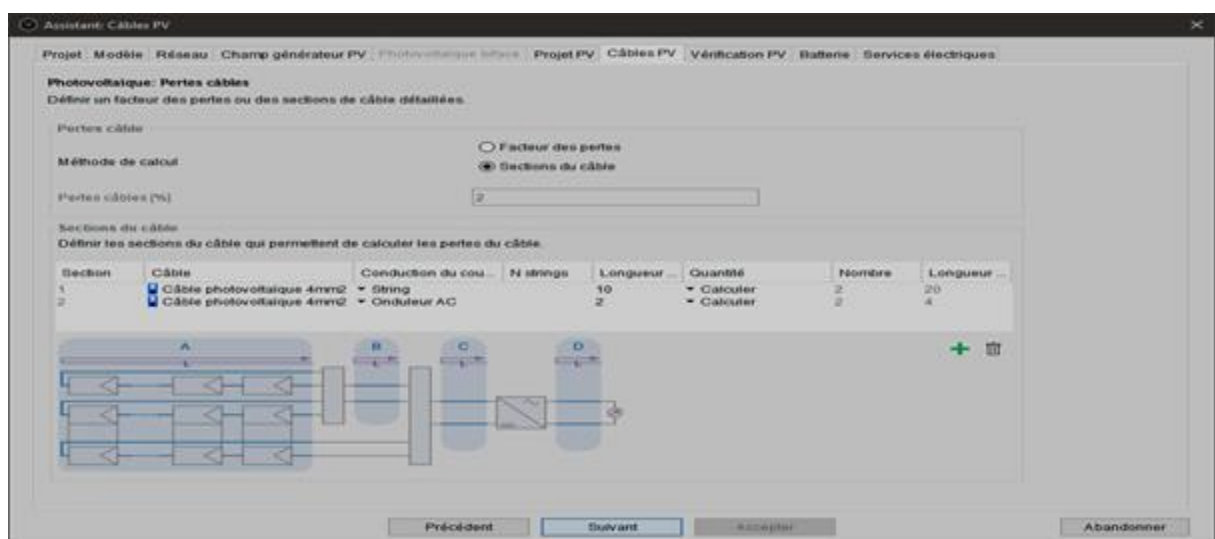 Assistant: Câbles PV
Projet Modèle Réseau Champ générateur PV Photovoltaïque biface Projet PV Câbles PV Vérification PV Batterie Services électriques
Photovoltaïque: Pertes câbles
Définir un facteur des pertes ou des sections de câble détaillées.
Pertes câble
Facteur des pertes
Méthode de calcul
Sections du câble
Pertes câbles (%) 2
Sections du câble
Définir les sections du câble qui permettent de calculer les pertes du câble.
Section Câble Conduction du cou... N strings Longueur ... Quantité Nombre Longueur ...
1 Câble photovoltaïque 4mm2 String 10 Calculer 2 20
2 Câble photovoltaïque 4mm2 Onduleur AC 2 Calculer 2 4
A B C D
L L L L
Précédent Suivant Accepter Abandonner